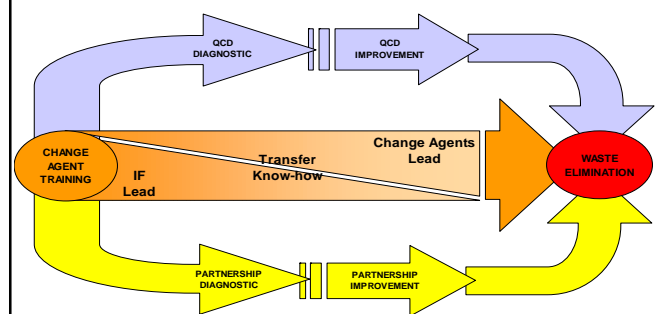 QCD
DIAGNOSTIC
QCD
IMPROVEMENT
CHANGE
AGENT
TRAINING
IF
Lead
Transfer
Know-how
Change Agents
Lead
WASTE
ELIMINATION
PARTNERSHIP
DIAGNOSTIC
PARTNERSHIP
IMPROVEMENT